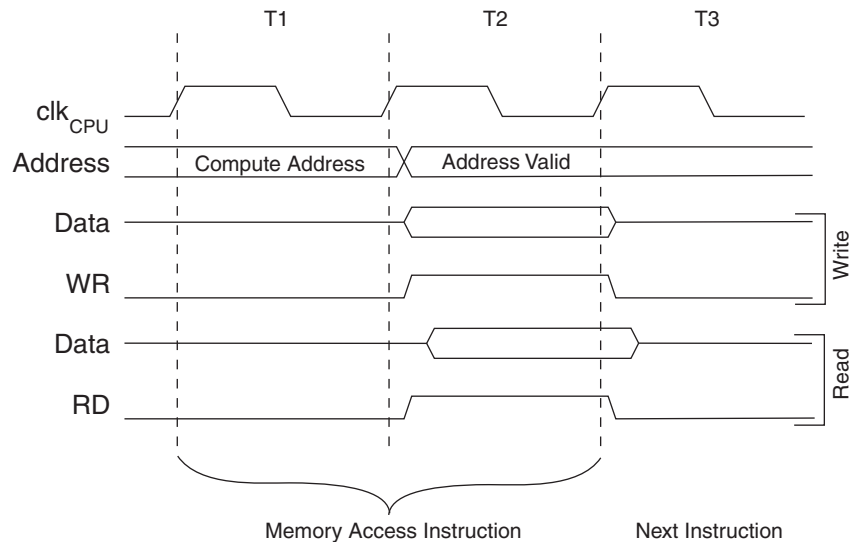 T1 T2 T3
clkCPU
Address Compute Address Address Valid
Data
WR
Write
Data
RD
Read
Memory Access Instruction Next Instruction